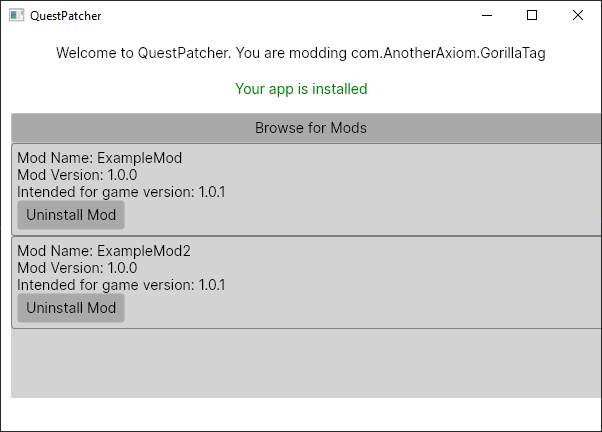 QuestPatcher
Welcome to QuestPatcher. You are modding com.AnotherAxiom.GorillaTag
Your app is installed
Browse for Mods
Mod Name: ExampleMod
Mod Version: 1.0.0
Intended for game version: 1.0.1
Uninstall Mod
Mod Name: ExampleMod2
Mod Version: 1.0.0
Intended for game version: 1.0.1
Uninstall Mod